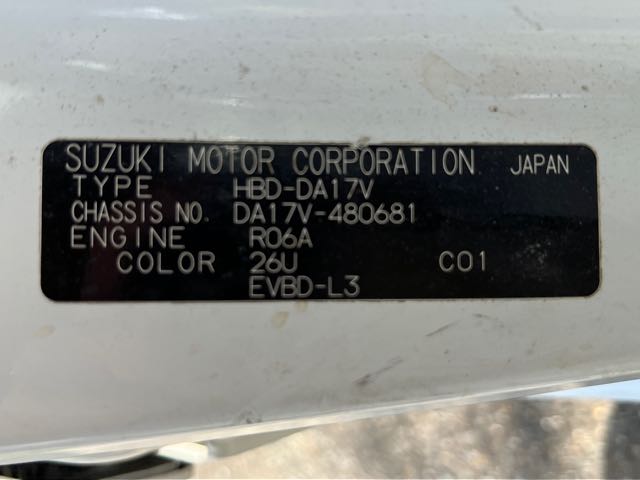 SUZUKI MOTOR CORPORATION JAPAN
TYPE HBD-DA17V
CHASSIS NO. DA17V-480681
ENGINE R06A
COLOR 26U C01
EVBD-L3